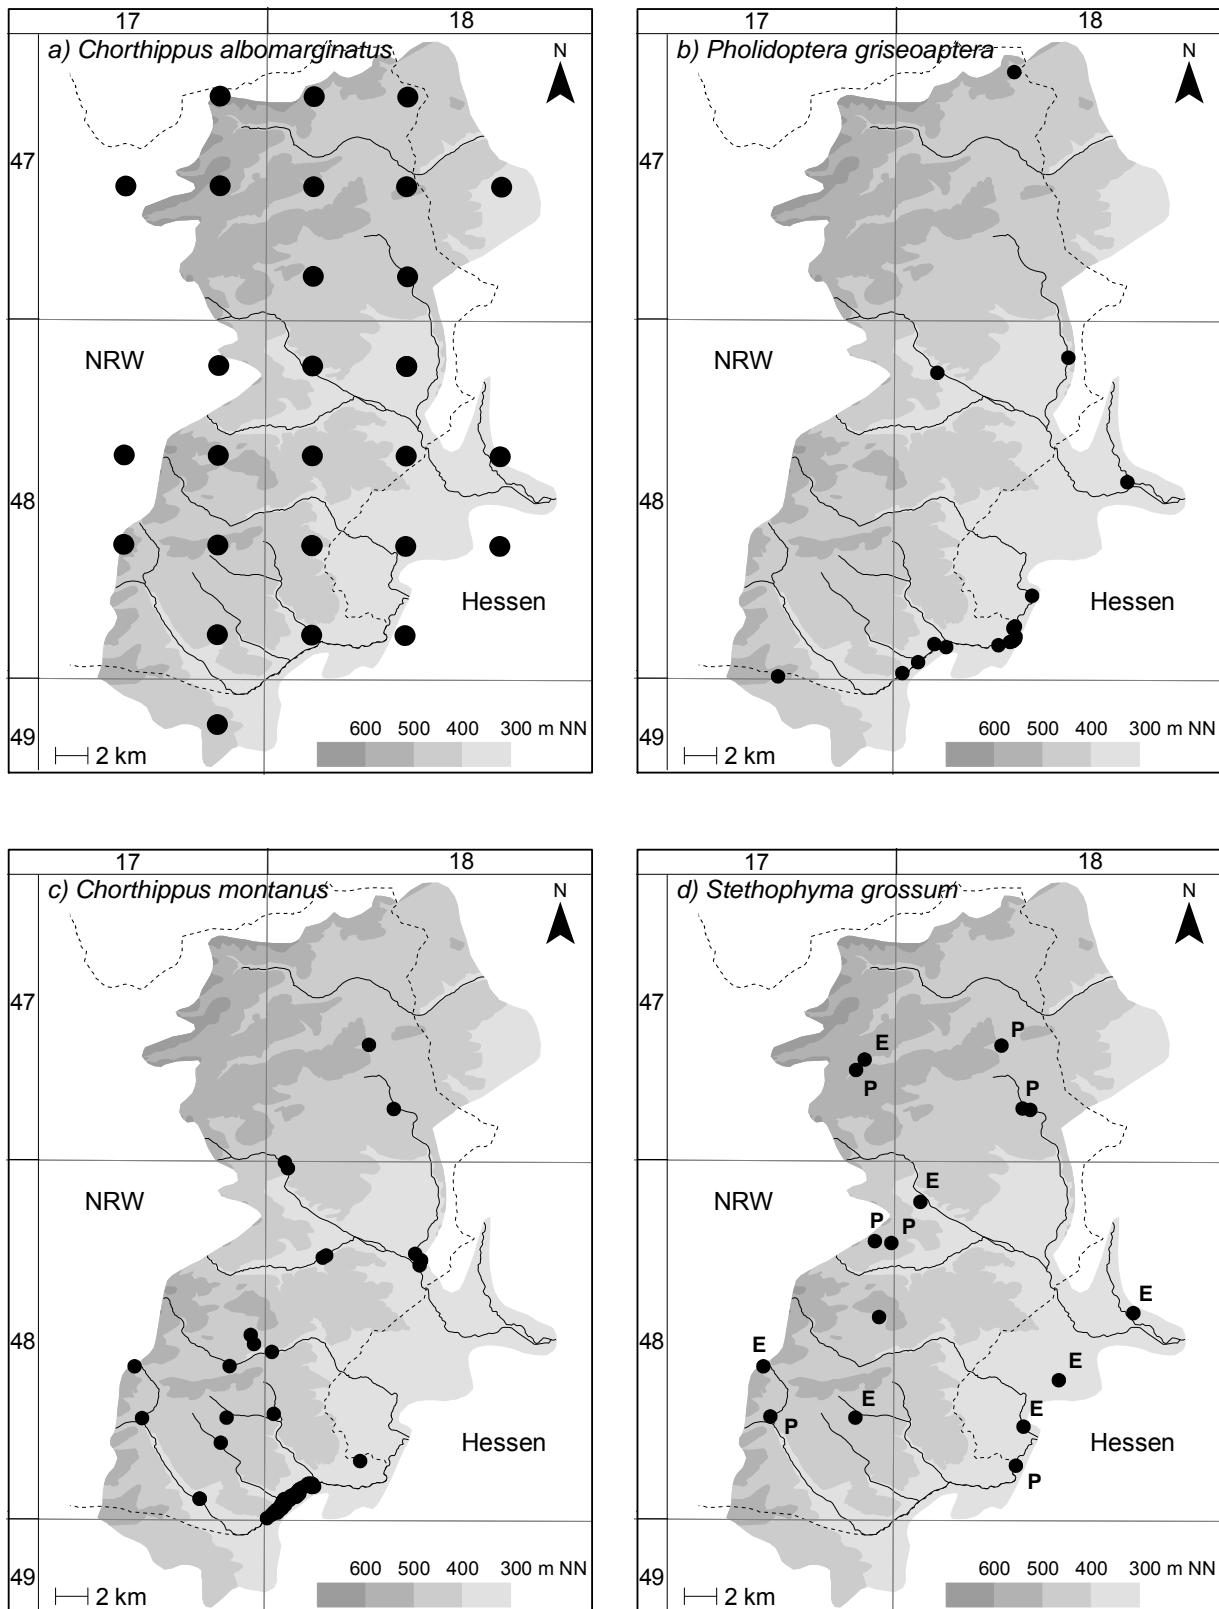 17 18
a) Chorthippus albomarginatus
N
47
NRW
48
Hessen
600 500 400 300 m NN
49
2 km
17 18
b) Pholidoptera griseoaptera
N
47
NRW
48
Hessen
600 500 400 300 m NN
49
2 km
17 18
c) Chorthippus montanus
N
47
NRW
48
Hessen
600 500 400 300 m NN
49
2 km
17 18
d) Stethophyma grossum
N
47
P
E
P
P
E
NRW
P P
E
48
E
E
E
E
P
Hessen
P
600 500 400 300 m NN
49
2 km